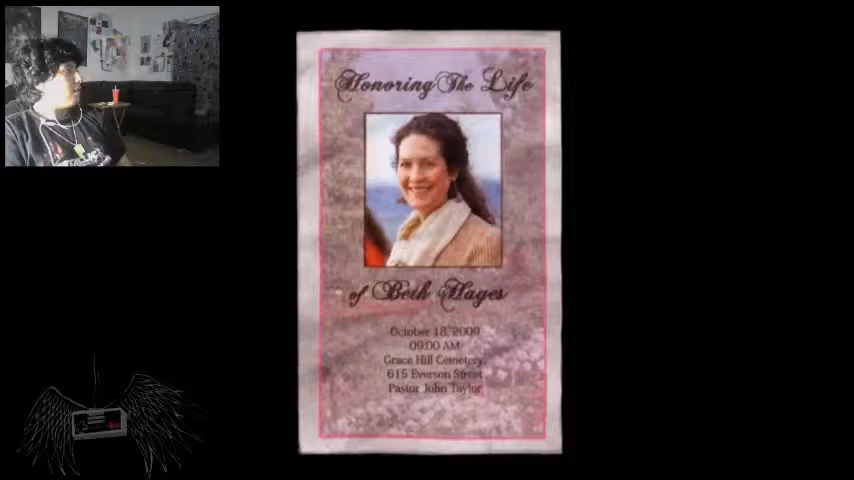 Honoring The Life
of Beth Hayes
October 18, 2009
09:00 AM
Grace Hill Cemetery
615 Everson Street
Pastor John Taylor